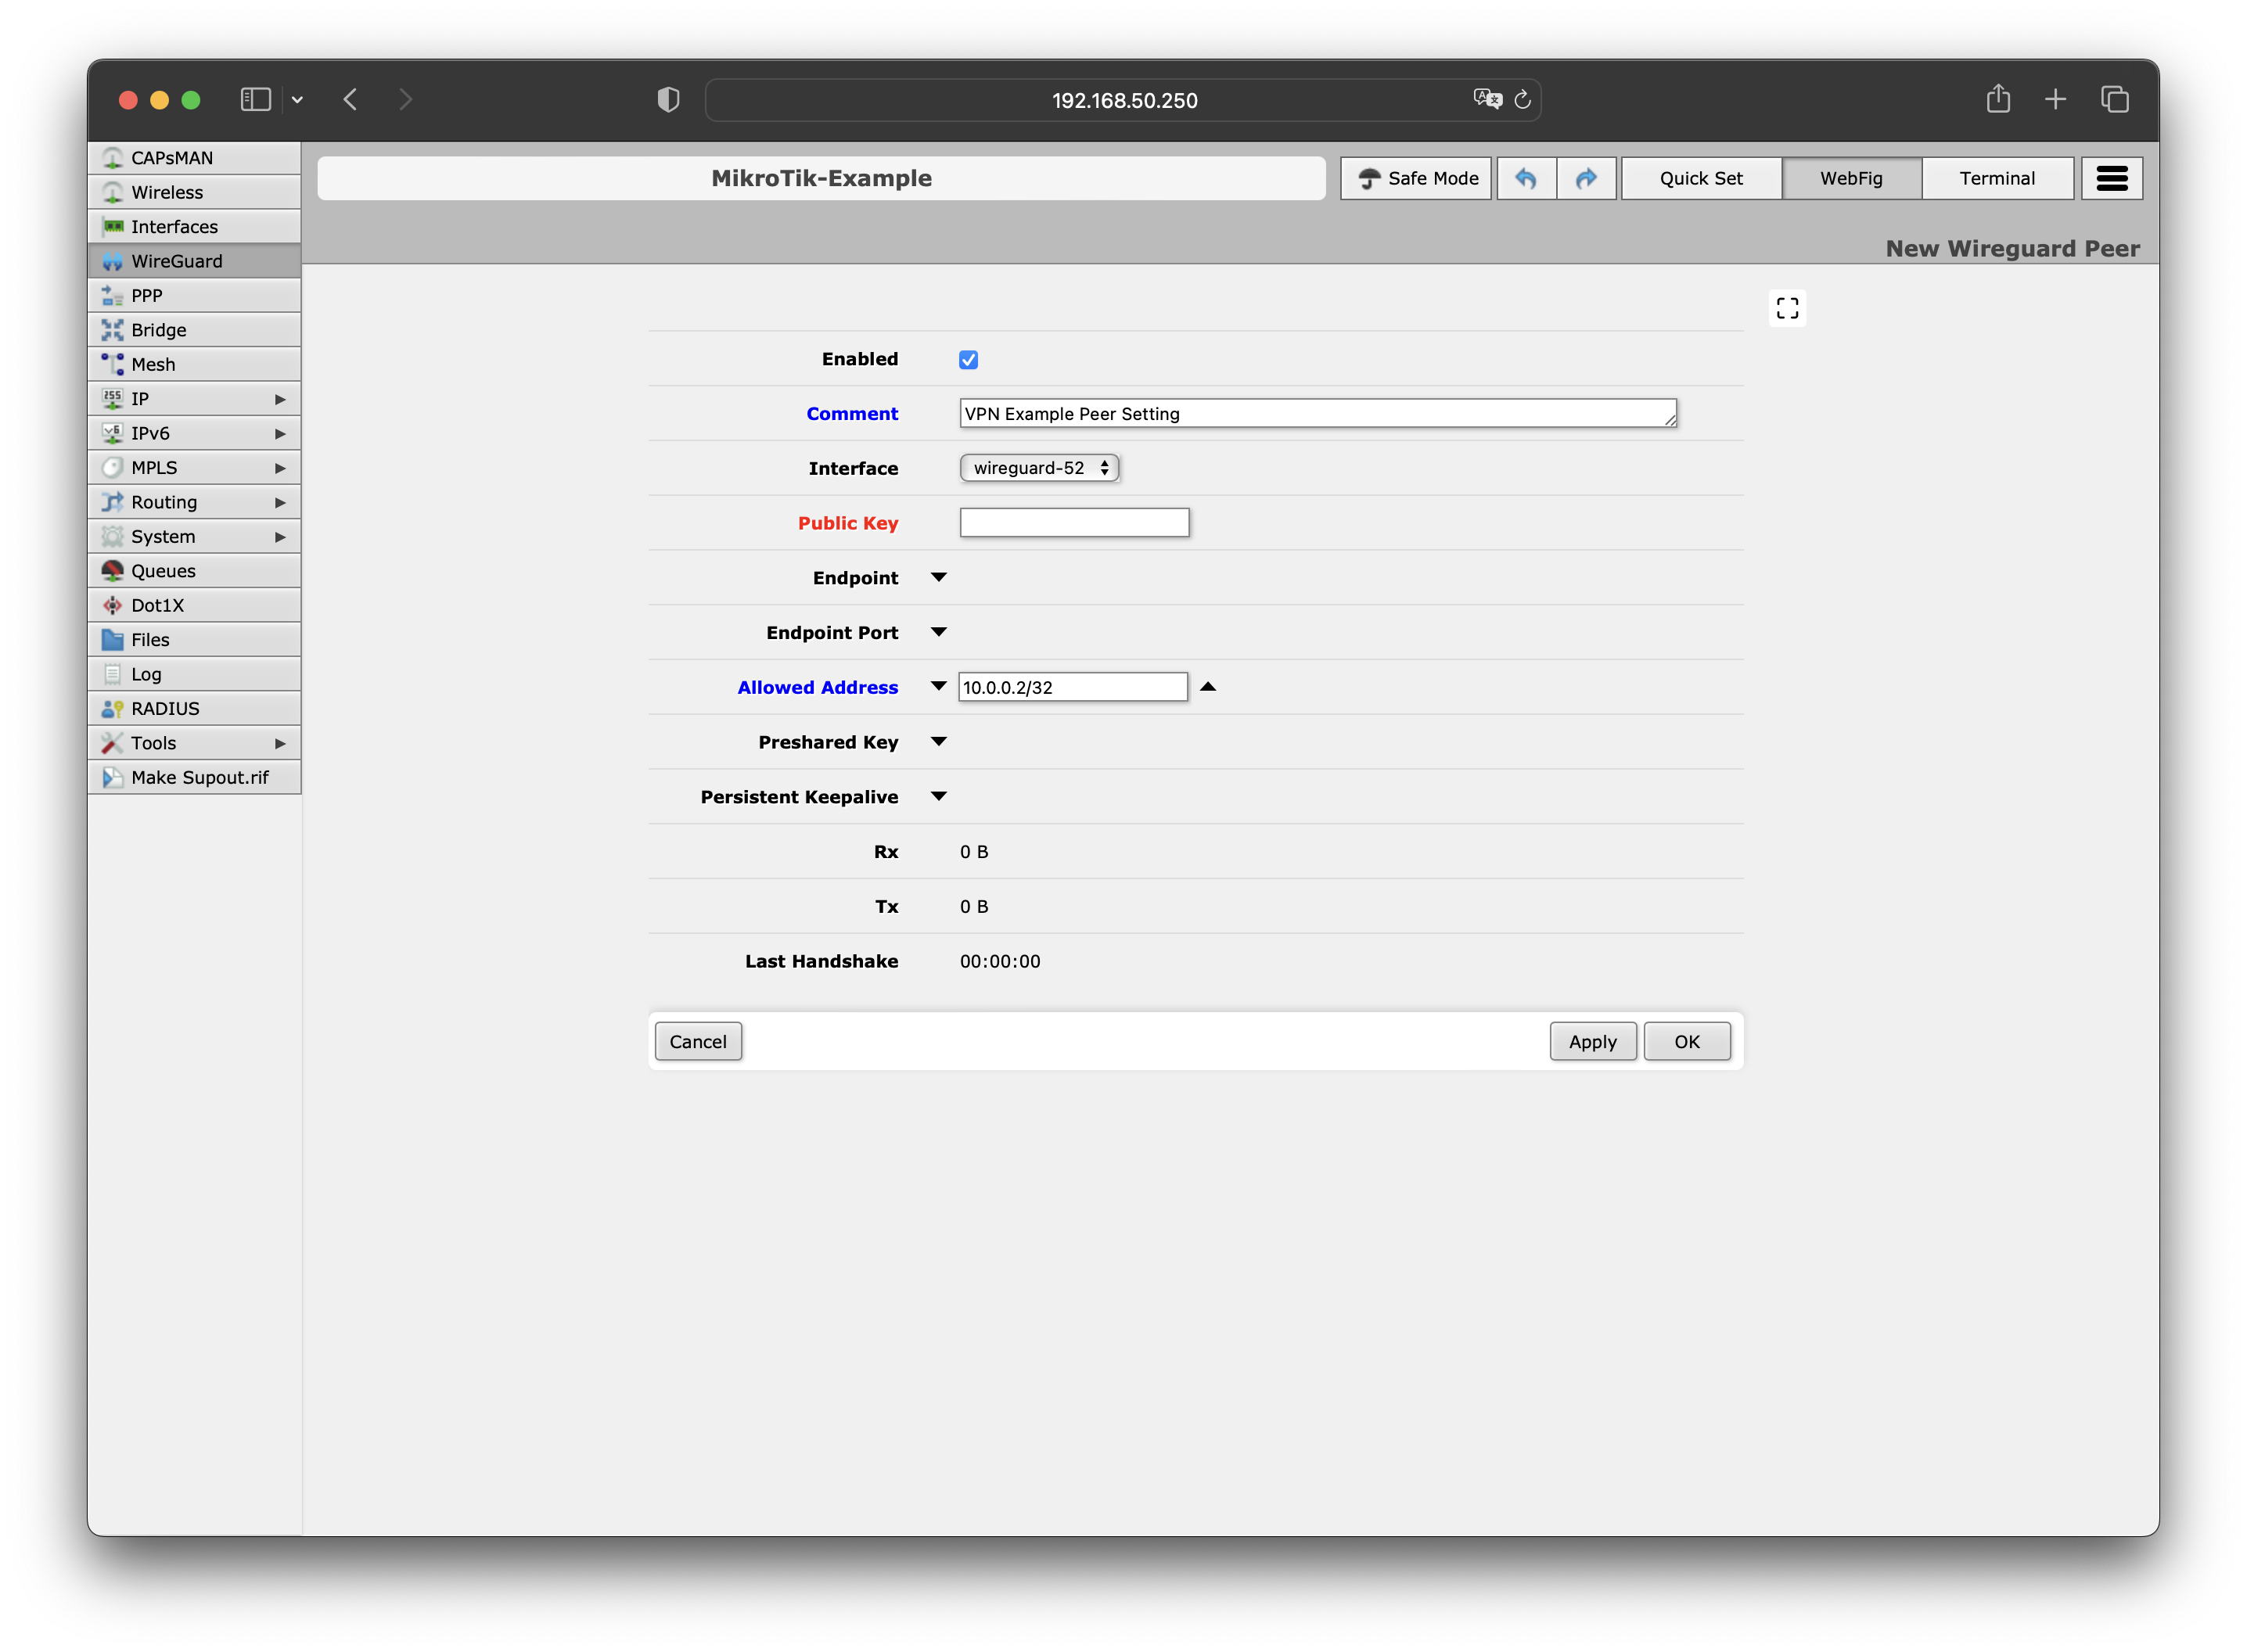 192.168.50.250
CAPsMAN
Wireless
Interfaces
WireGuard
PPP
Bridge
Mesh
IP
IPv6
MPLS
Routing
System
Queues
Dot1X
Files
Log
RADIUS
Tools
Make Supout.rif
MikroTik-Example
Safe Mode
Quick Set
WebFig
Terminal
New Wireguard Peer
Enabled
Comment VPN Example Peer Setting
Interface wireguard-52
Public Key
Endpoint
Endpoint Port
Allowed Address 10.0.0.2/32
Preshared Key
Persistent Keepalive
Rx 0 B
Tx 0 B
Last Handshake 00:00:00
Cancel Apply OK